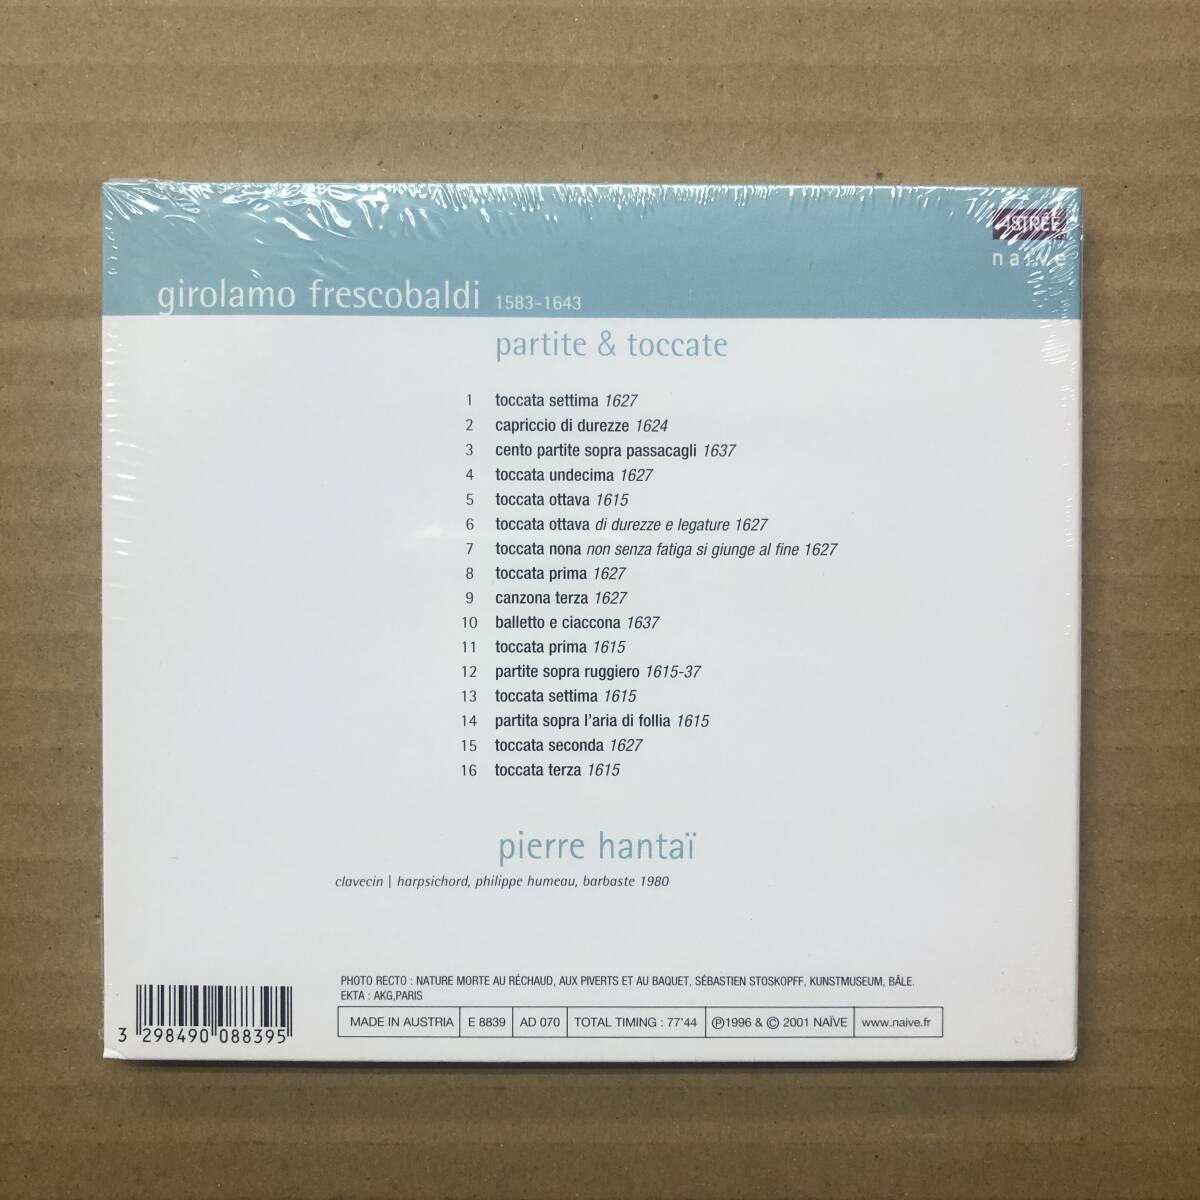 ASTRÉE
naïve
girolamo frescobaldi 1583-1643
partite & toccate
1 toccata settima 1627
2 capriccio di durezze 1624
3 cento partite sopra passacagli 1637
4 toccata undecima 1627
5 toccata ottava 1615
6 toccata ottava di durezze e legature 1627
7 toccata nona non senza fatiga si giunge al fine 1627
8 toccata prima 1627
9 canzona terza 1627
10 balletto e ciaccona 1637
11 toccata prima 1615
12 partite sopra ruggiero 1615-37
13 toccata settima 1615
14 partita sopra l'aria di follia 1615
15 toccata seconda 1627
16 toccata terza 1615
pierre hantaï
clavecin | harpsichord, philippe humeau, barbaste 1980
PHOTO RECTO : NATURE MORTE AU RÉCHAUD, AUX PIVERTS ET AU BAQUET, SÉBASTIEN STOSKOPFF, KUNSTMUSEUM, BÂLE.
EKTA : AKG,PARIS
MADE IN AUSTRIA E 8839 AD 070 TOTAL TIMING : 77'44 ℗1996 & © 2001 NAÏVE www.naive.fr
3 298490 088395